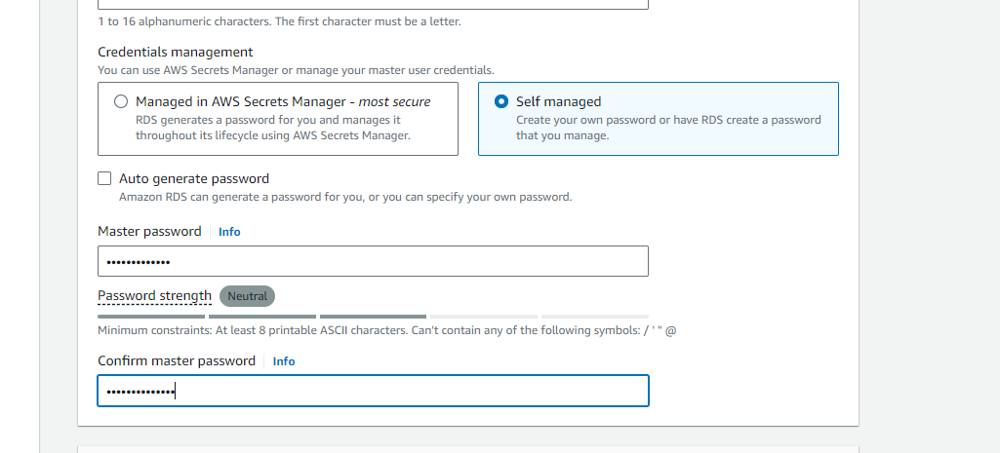 1 to 16 alphanumeric characters. The first character must be a letter.
Credentials management
You can use AWS Secrets Manager or manage your master user credentials.
Managed in AWS Secrets Manager - most secure
RDS generates a password for you and manages it
throughout its lifecycle using AWS Secrets Manager.
Self managed
Create your own password or have RDS create a password
that you manage.
Auto generate password
Amazon RDS can generate a password for you, or you can specify your own password.
Master password Info
•••••••••••••
Password strength Neutral
Minimum constraints: At least 8 printable ASCII characters. Can't contain any of the following symbols: / ' " @
Confirm master password Info
••••••••••••••